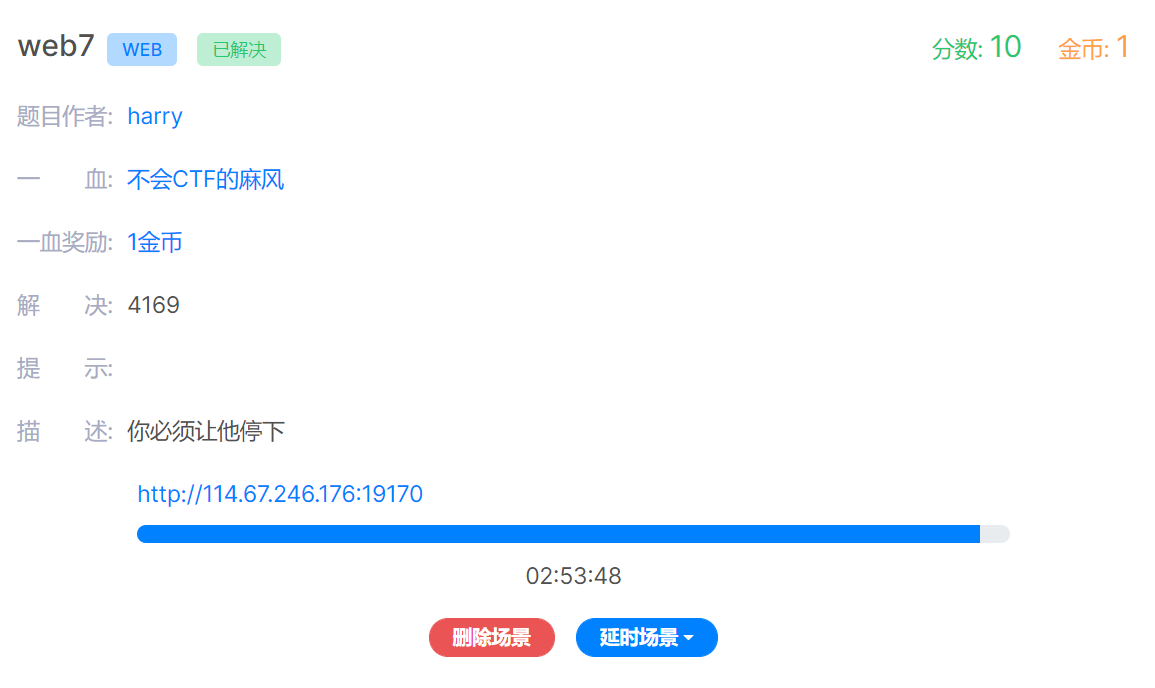 web7 WEB 已解决 分数: 10 金币: 1
题目作者: harry
一 血: 不会CTF的麻风
一血奖励: 1金币
解 决: 4169
提 示:
描 述: 你必须让他停下
http://114.67.246.176:19170
02:53:48
删除场景 延时场景